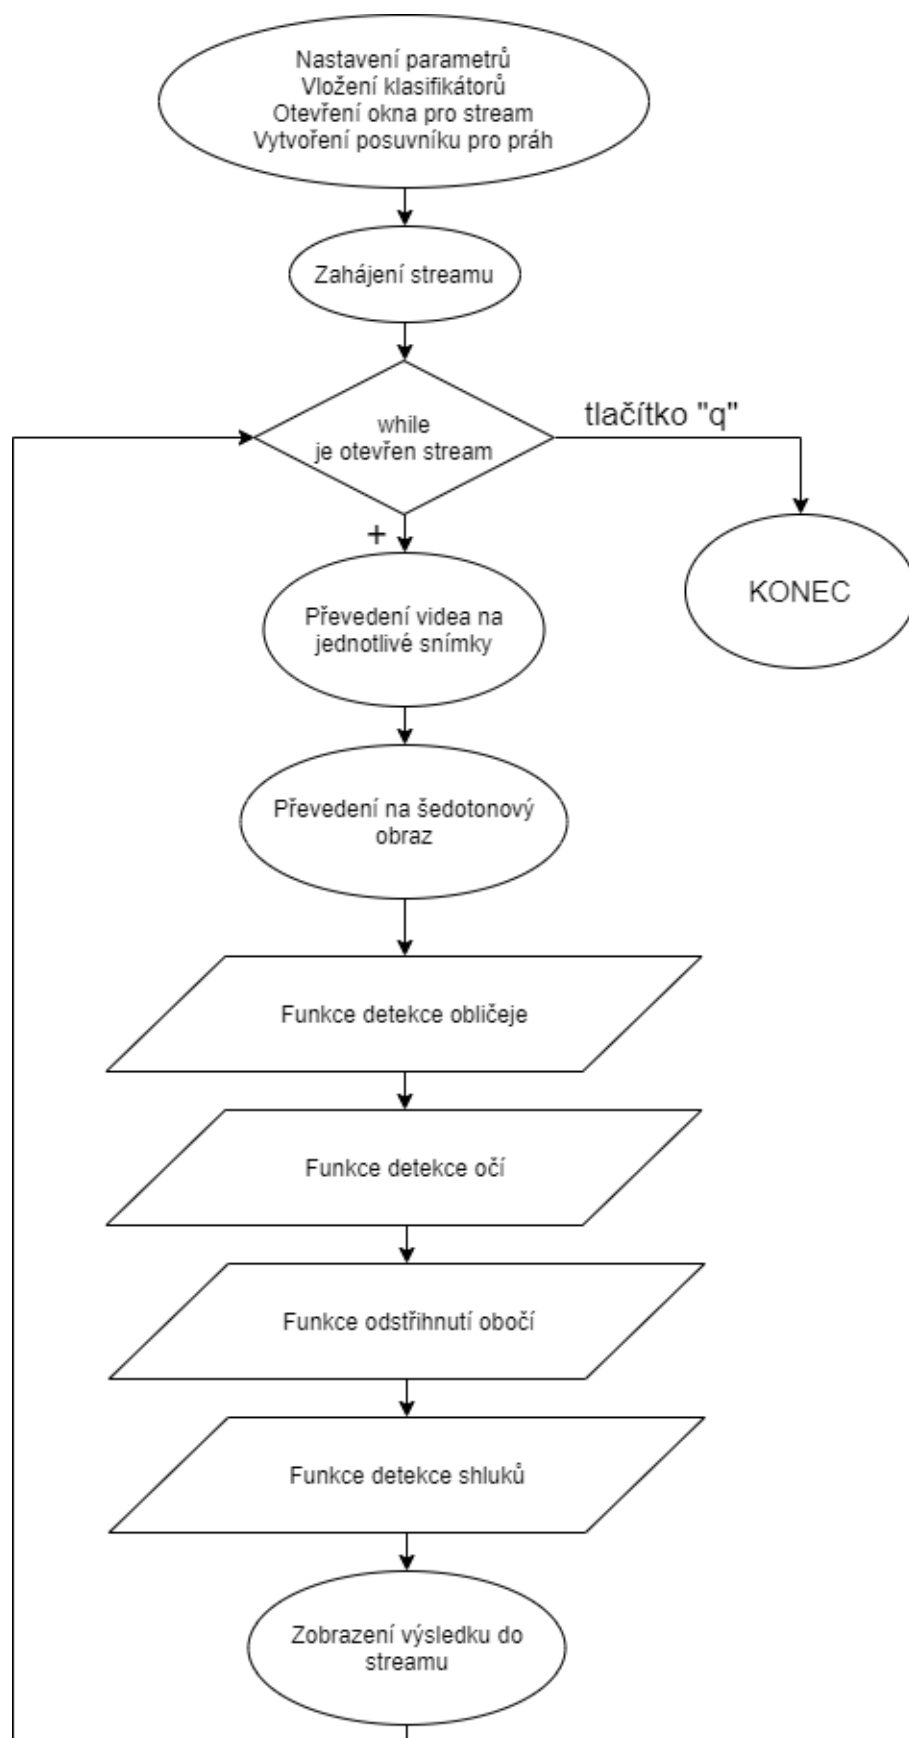 Nastavení parametrů
Vložení klasifikátorů
Otevření okna pro stream
Vytvoření posuvníku pro práh
Zahájení streamu
while
je otevřen stream
tlačítko "q"
+
KONEC
Převedení videa na
jednotlivé snímky
Převedení na šedotonový
obraz
Funkce detekce obličeje
Funkce detekce očí
Funkce odstřihnutí obočí
Funkce detekce shluků
Zobrazení výsledku do
streamu